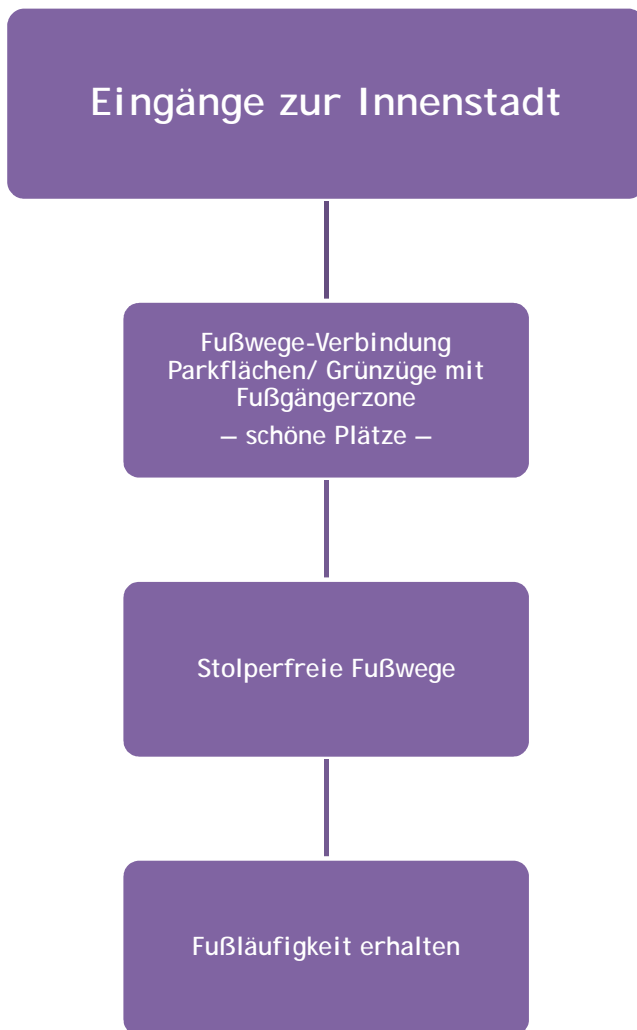 Eingänge zur Innenstadt
Fußwege-Verbindung
Parkflächen/ Grünzüge mit
Fußgängerzone
– schöne Plätze –
Stolperfreie Fußwege
Fußläufigkeit erhalten